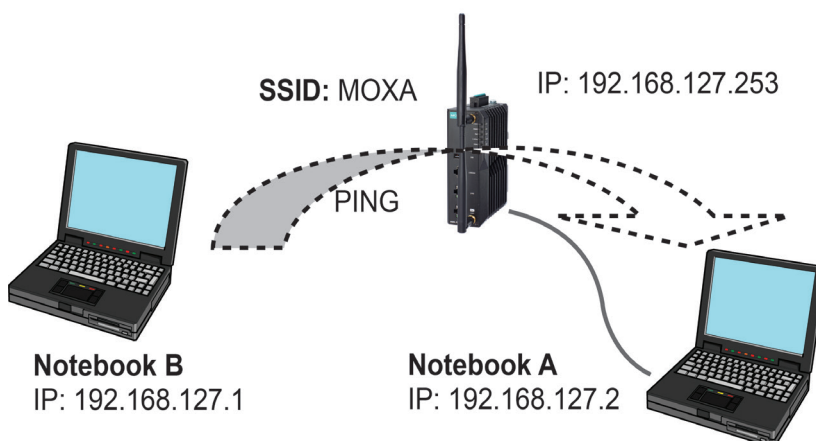 SSID: MOXA
IP: 192.168.127.253
PING
Notebook B
IP: 192.168.127.1
Notebook A
IP: 192.168.127.2